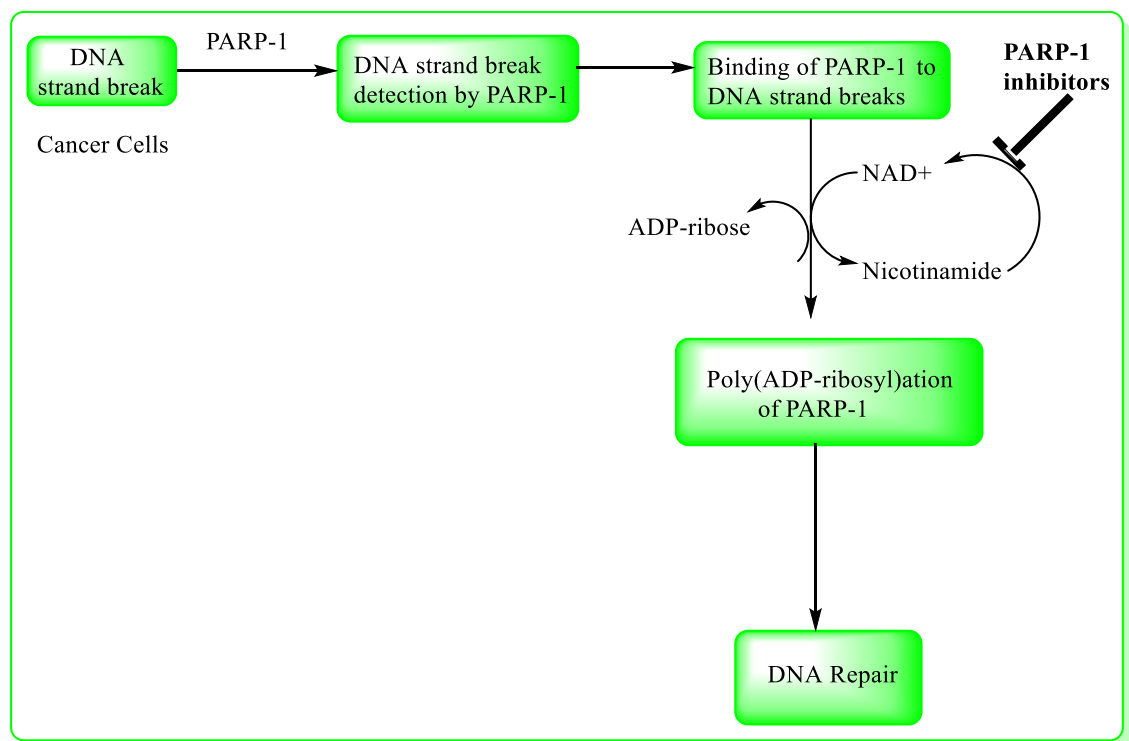 DNA
strand break
PARP-1
DNA strand break
detection by PARP-1
Binding of PARP-1 to
DNA strand breaks
PARP-1
inhibitors
Cancer Cells
NAD+
ADP-ribose
Nicotinamide
Poly(ADP-ribosyl)ation
of PARP-1
DNA Repair